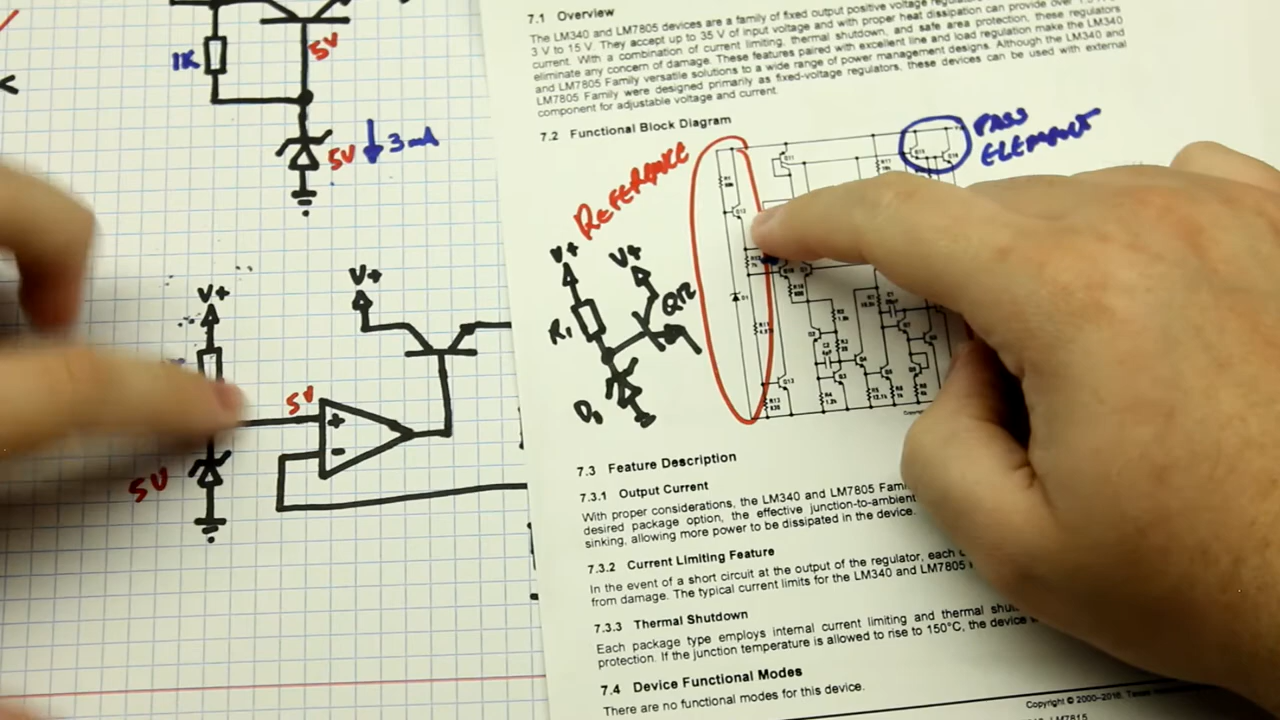 1K
5V
5V
3mA
V+
V+
5V
+
-
5V
7.1 Overview
The LM340 and LM7805 devices are a family of fixed output positive voltage
3 V to 15 V. They accept up to 35 V of input voltage and with proper heat dissipation can provide over
current. With a combination of current limiting, thermal shutdown, and safe area protection, these regulators
eliminate any concern of damage. These features paired with excellent line and load regulation make the LM340
and LM7805 Family versatile solutions to a wide range of power management designs. Although the LM340 and
LM7805 Family were designed primarily as fixed-voltage regulators, these devices can be used with external
component for adjustable voltage and current.
7.2 Functional Block Diagram
REFERENCE
PASS
ELEMENT
V+
V+
R1
Q12
D1
7.3 Feature Description
7.3.1 Output Current
With proper considerations, the LM340 and LM7805
desired package option, the effective junction-to-ambient
sinking, allowing more power to be dissipated in the device.
7.3.2 Current Limiting Feature
In the event of a short circuit at the output of the regulator, each
from damage. The typical current limits for the LM340 and LM7805
7.3.3 Thermal Shutdown
Each package type employs internal current limiting and thermal
protection. If the junction temperature is allowed to rise to 150°C, the device
7.4 Device Functional Modes
There are no functional modes for this device.
Copyright © 2000–2016, Texas
LM7815